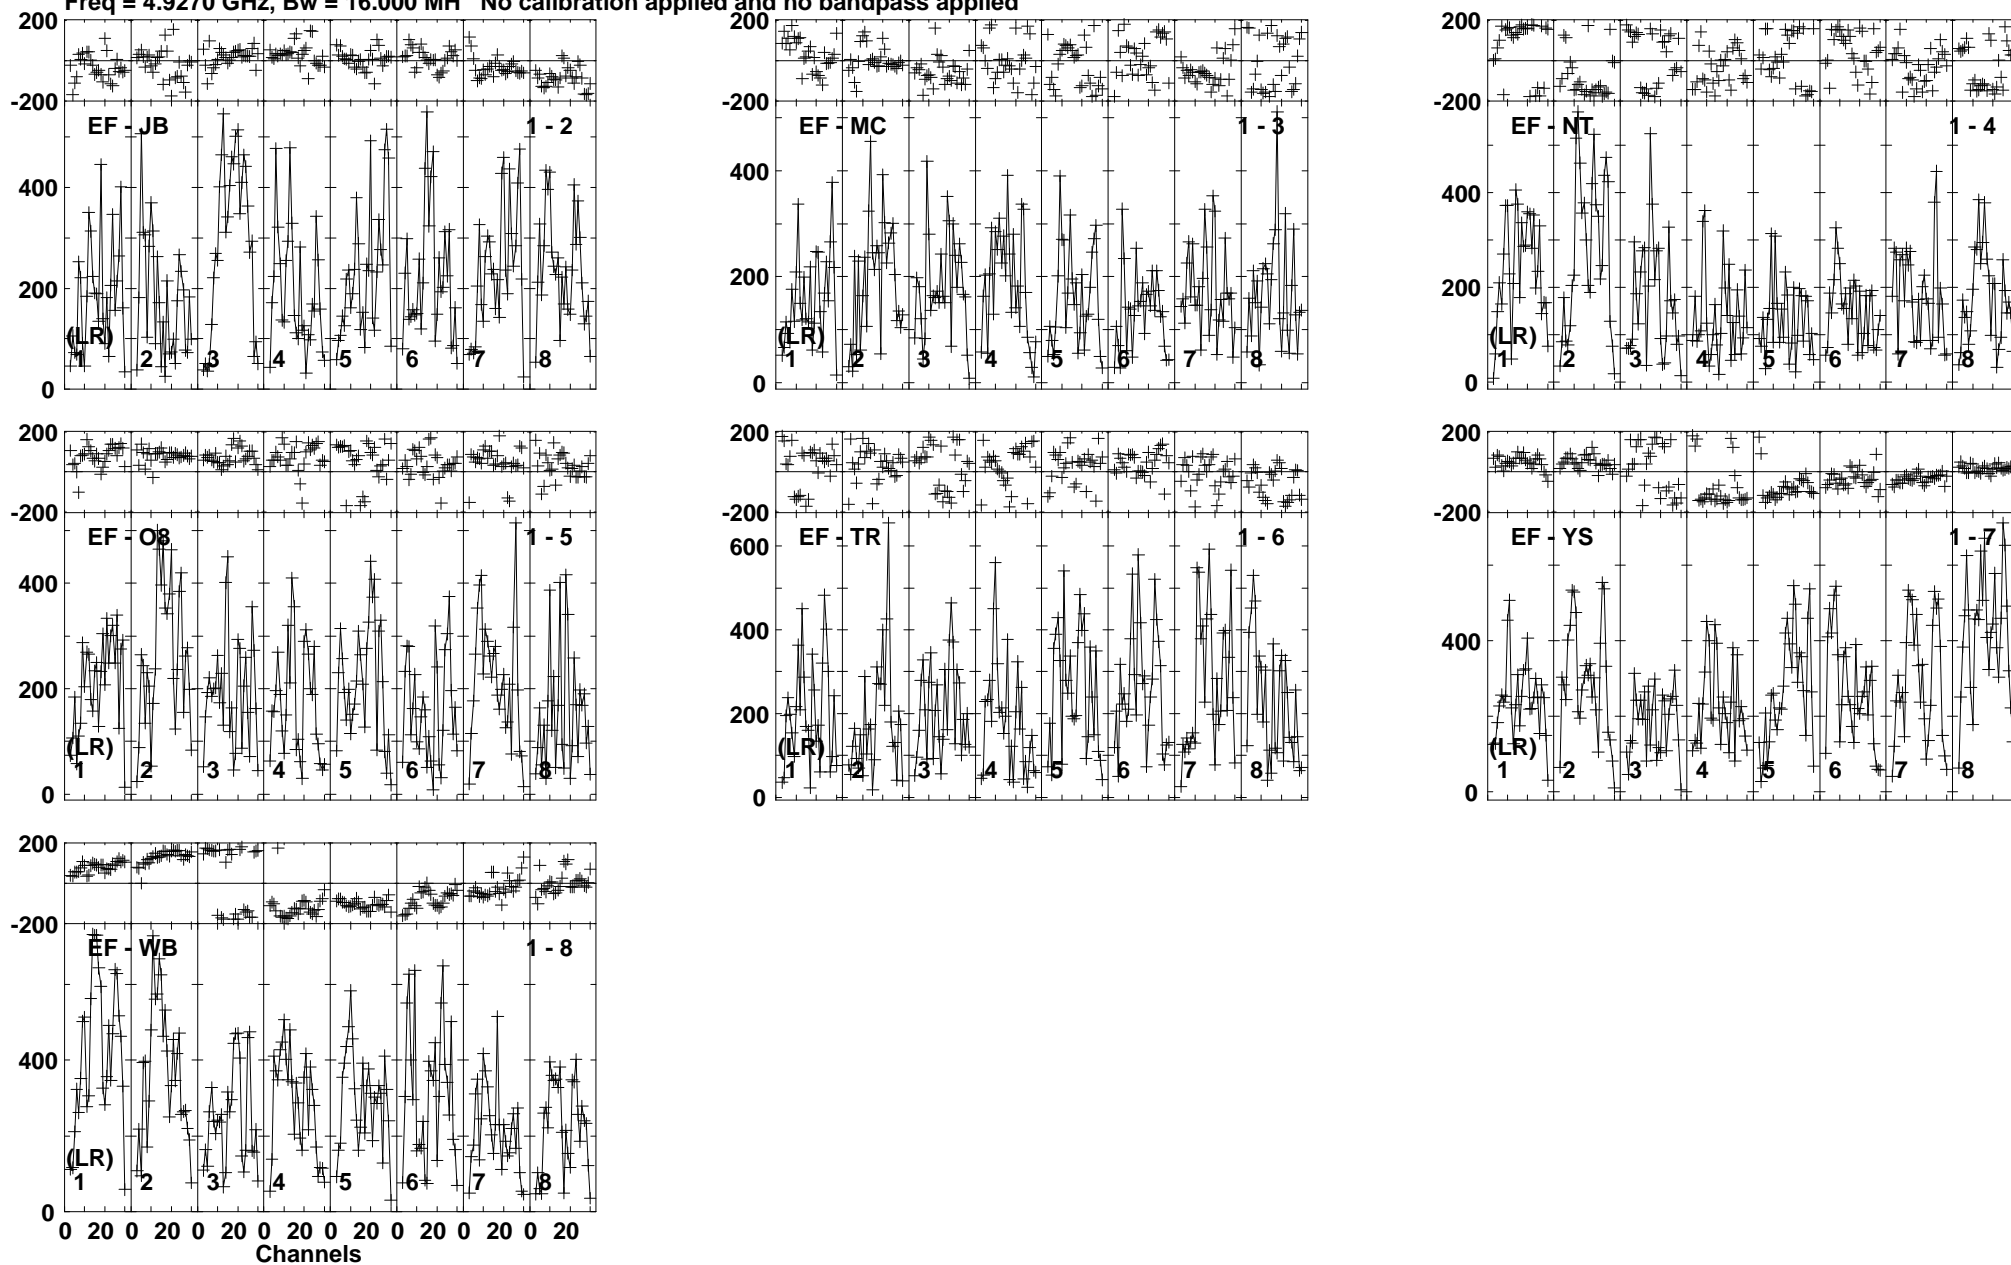 Freq = 4.9270 GHz, Bw = 16.000 MH   No calibration applied and no bandpass applied
200 200 200
-200 -200 -200
EF - JB 1 - 2 EF - MC 1 - 3 EF - NT 1 - 4
400 400 400
200 200 200
(LR) (LR) (LR)
1 2 3 4 5 6 7 8 1 2 3 4 5 6 7 8 1 2 3 4 5 6 7 8
0 0 0
200 200 200
-200 -200 -200
EF - O8 1 - 5 EF - TR 1 - 6 EF - YS 1 - 7
600
400 400 400
200 200
(LR) (LR) (LR)
1 2 3 4 5 6 7 8 1 2 3 4 5 6 7 8 1 2 3 4 5 6 7 8
0 0 0
200
-200
EF - WB 1 - 8
400
(LR)
1 2 3 4 5 6 7 8
0
0 20 0 20 0 20 0 20 0 20 0 20 0 20 0 20
Channels